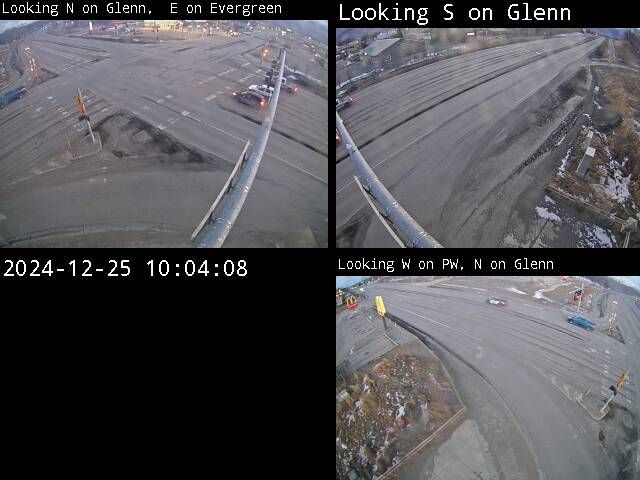 Looking N on Glenn, E on Evergreen
Looking S on Glenn
2024-12-25 10:04:08
Looking W on PW, N on Glenn